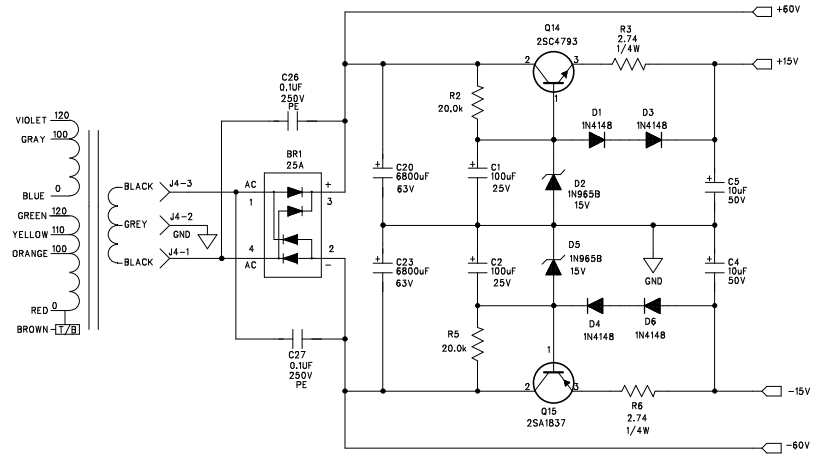 +60V
Q14
2SC4793
R3
2.74
1/4W
2
3
1
+15V
C26
0.1UF
250V
PE
R2
20.0k
D1
1N4148
D3
1N4148
VIOLET 120
GRAY 100
BLUE 0
GREEN 120
YELLOW 110
ORANGE 100
RED 0
BROWN T/B
BLACK J4-3
GREY J4-2
GND
BLACK J4-1
BR1
25A
AC
1
+
3
4
AC
2
–
C20
6800uF
63V
+
C1
100uF
25V
+
D2
1N965B
15V
C5
10uF
50V
+
C23
6800uF
63V
+
C2
100uF
25V
+
D5
1N965B
15V
GND
C4
10uF
50V
+
R5
20.0k
D4
1N4148
D6
1N4148
C27
0.1UF
250V
PE
1
2
3
Q15
2SA1837
R6
2.74
1/4W
–15V
–60V